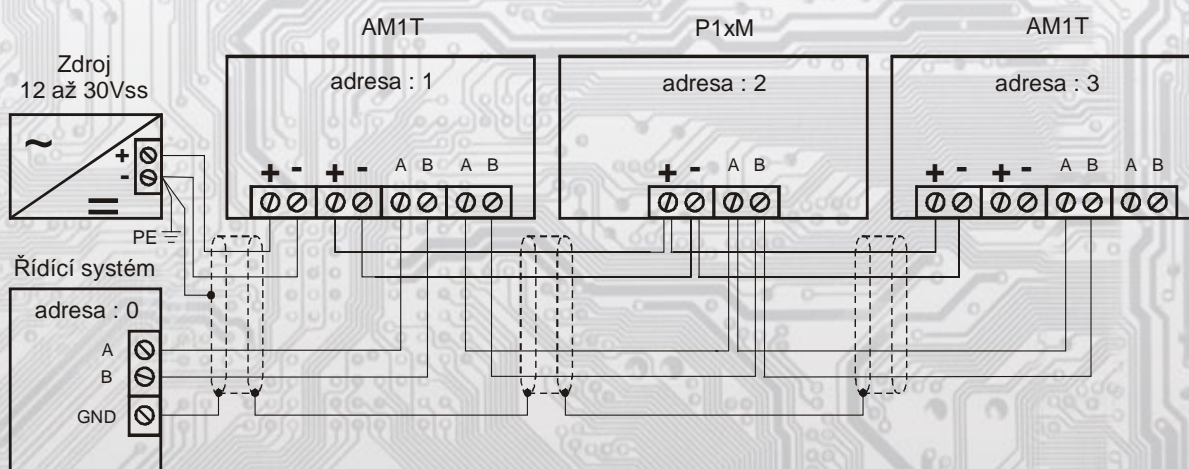 AM1T
P1xM
AM1T
Zdroj
12 až 30Vss
~
+
-
=
PE
adresa : 1
+ - + - A B A B
adresa : 2
+ - A B
adresa : 3
+ - + - A B A B
Řídící systém
adresa : 0
A
B
GND